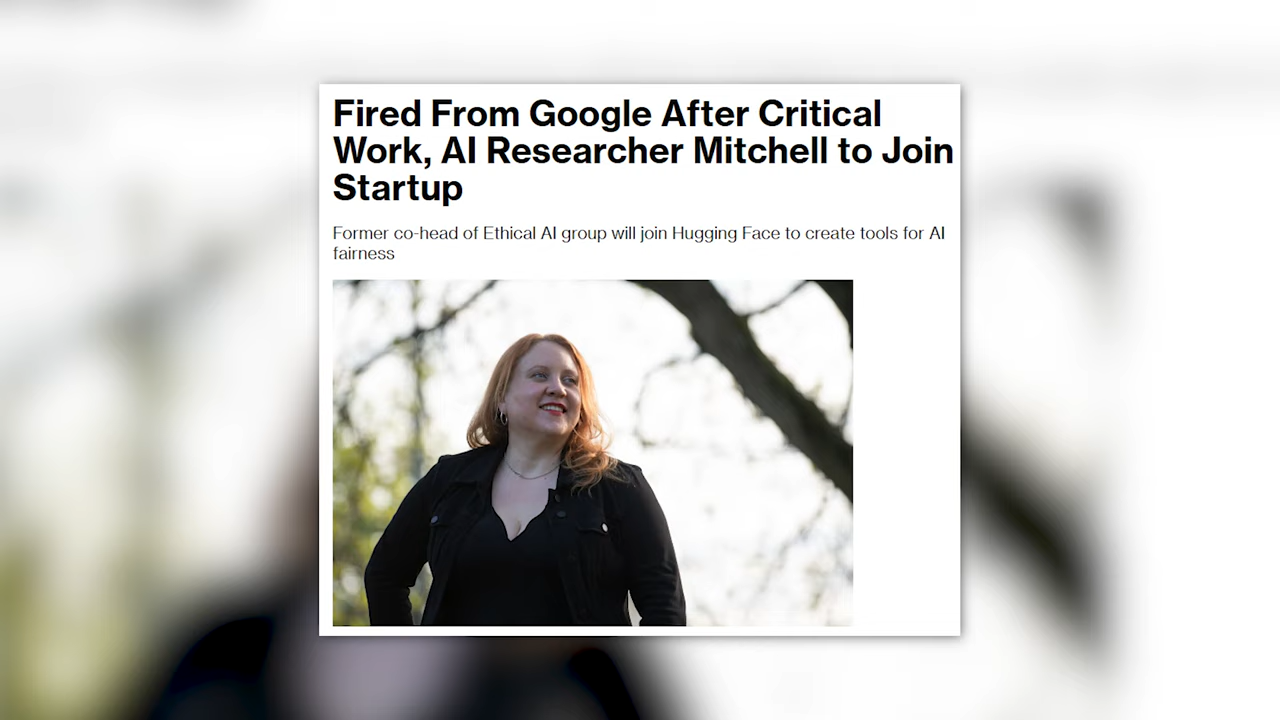 Fired From Google After Critical
Work, AI Researcher Mitchell to Join
Startup
Former co-head of Ethical AI group will join Hugging Face to create tools for AI
fairness